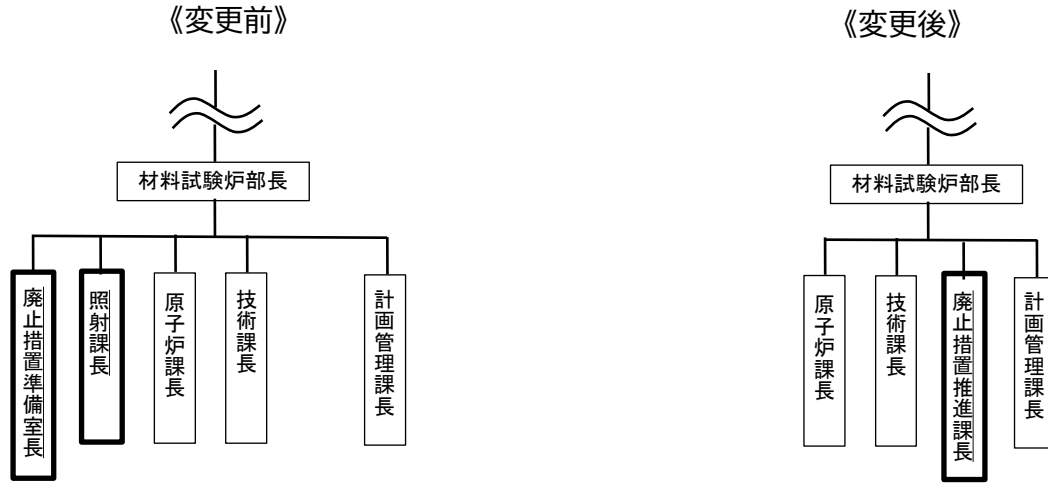 《変更前》
材料試験炉部長
廃止措置準備室長
照射課長
原子炉課長
技術課長
計画管理課長
《変更後》
材料試験炉部長
原子炉課長
技術課長
廃止措置推進課長
計画管理課長